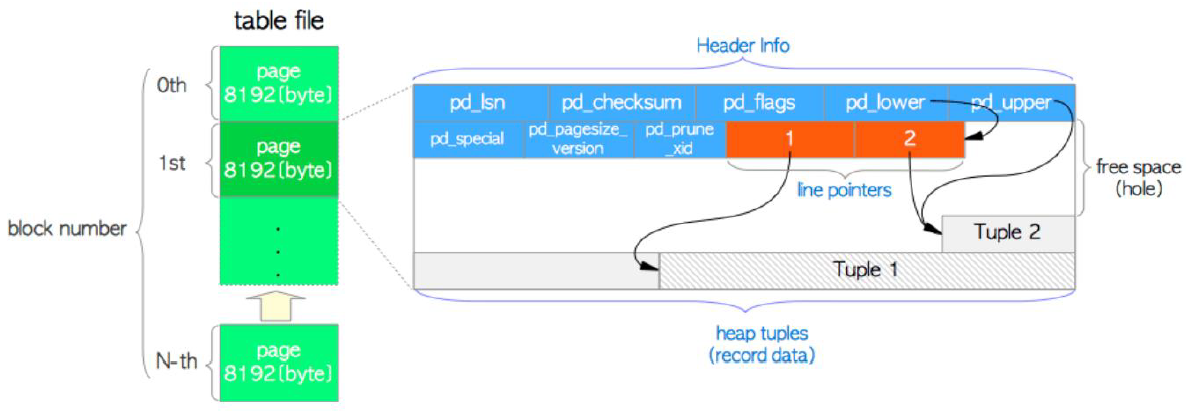 table file
Header Info
0th
page
8192(byte)
pd_lsn
pd_checksum
pd_flags
pd_lower
pd_upper
pd_special
pd_pagesize_
version
pd_prune
_xid
1
2
1st
page
8192(byte)
line pointers
free space
(hole)
block number
Tuple 2
Tuple 1
heap tuples
(record data)
N-th
page
8192(byte)